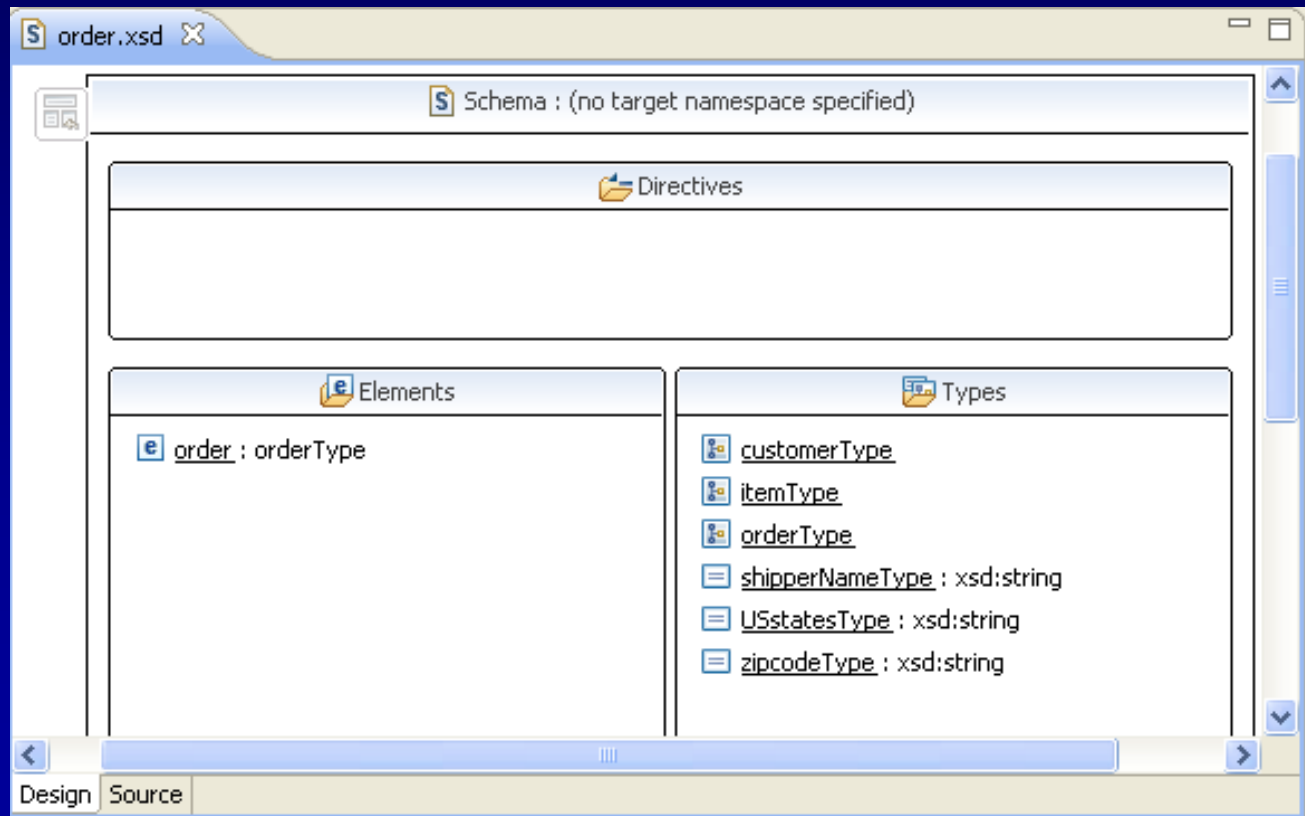 order.xsd
Schema : (no target namespace specified)
Directives
Elements
order : orderType
Types
customerType
itemType
orderType
shipperNameType : xsd:string
USstatesType : xsd:string
zipcodeType : xsd:string
Design Source